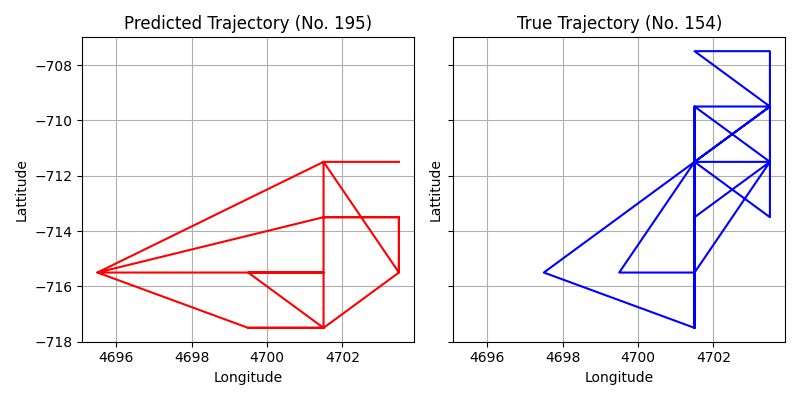 Predicted Trajectory (No. 195)
True Trajectory (No. 154)
Lattitude
−708
−710
−712
−714
−716
−718
4696 4698 4700 4702
Longitude
Lattitude
4696 4698 4700 4702
Longitude